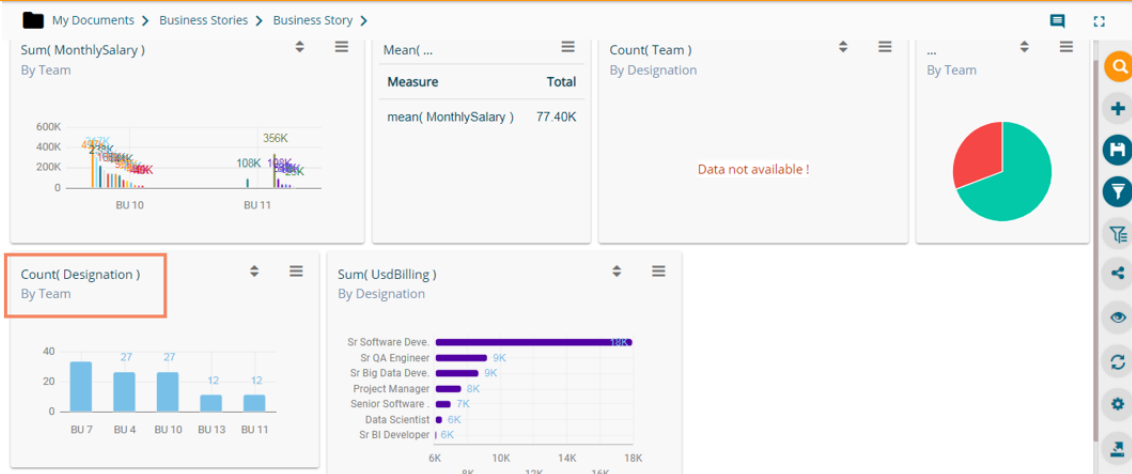 My Documents > Business Stories > Business Story >
Sum( MonthlySalary )
By Team
600K
400K
200K
0
356K
108K
BU 10
BU 11
Mean( ...
Measure Total
mean( MonthlySalary ) 77.40K
Count( Team )
By Designation
Data not available !
...
By Team
Count( Designation )
By Team
40
20
0
27
27
12
12
BU 7
BU 4
BU 10
BU 13
BU 11
Sum( UsdBilling )
By Designation
Sr Software Deve. 18K
Sr QA Engineer 9K
Sr Big Data Deve. 9K
Project Manager 8K
Senior Software . 7K
Data Scientist 6K
Sr BI Developer 6K
6K 10K 14K 18K
8K 12K 16K